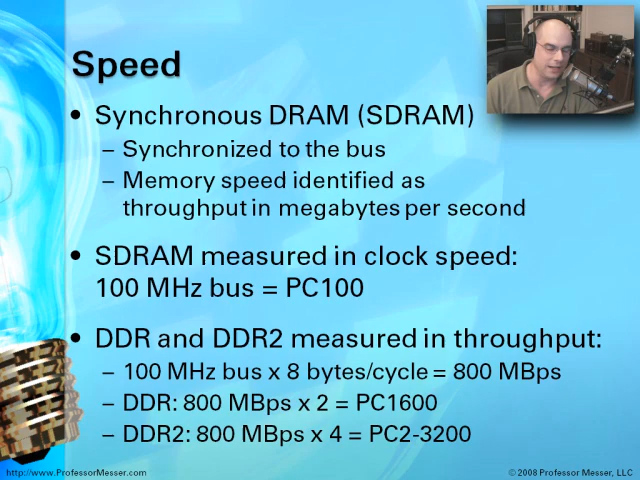 Speed
• Synchronous DRAM (SDRAM)
– Synchronized to the bus
– Memory speed identified as
throughput in megabytes per second
• SDRAM measured in clock speed:
100 MHz bus = PC100
• DDR and DDR2 measured in throughput:
– 100 MHz bus x 8 bytes/cycle = 800 MBps
– DDR: 800 MBps x 2 = PC1600
– DDR2: 800 MBps x 4 = PC2-3200
http://www.ProfessorMesser.com
© 2008 Professor Messer, LLC